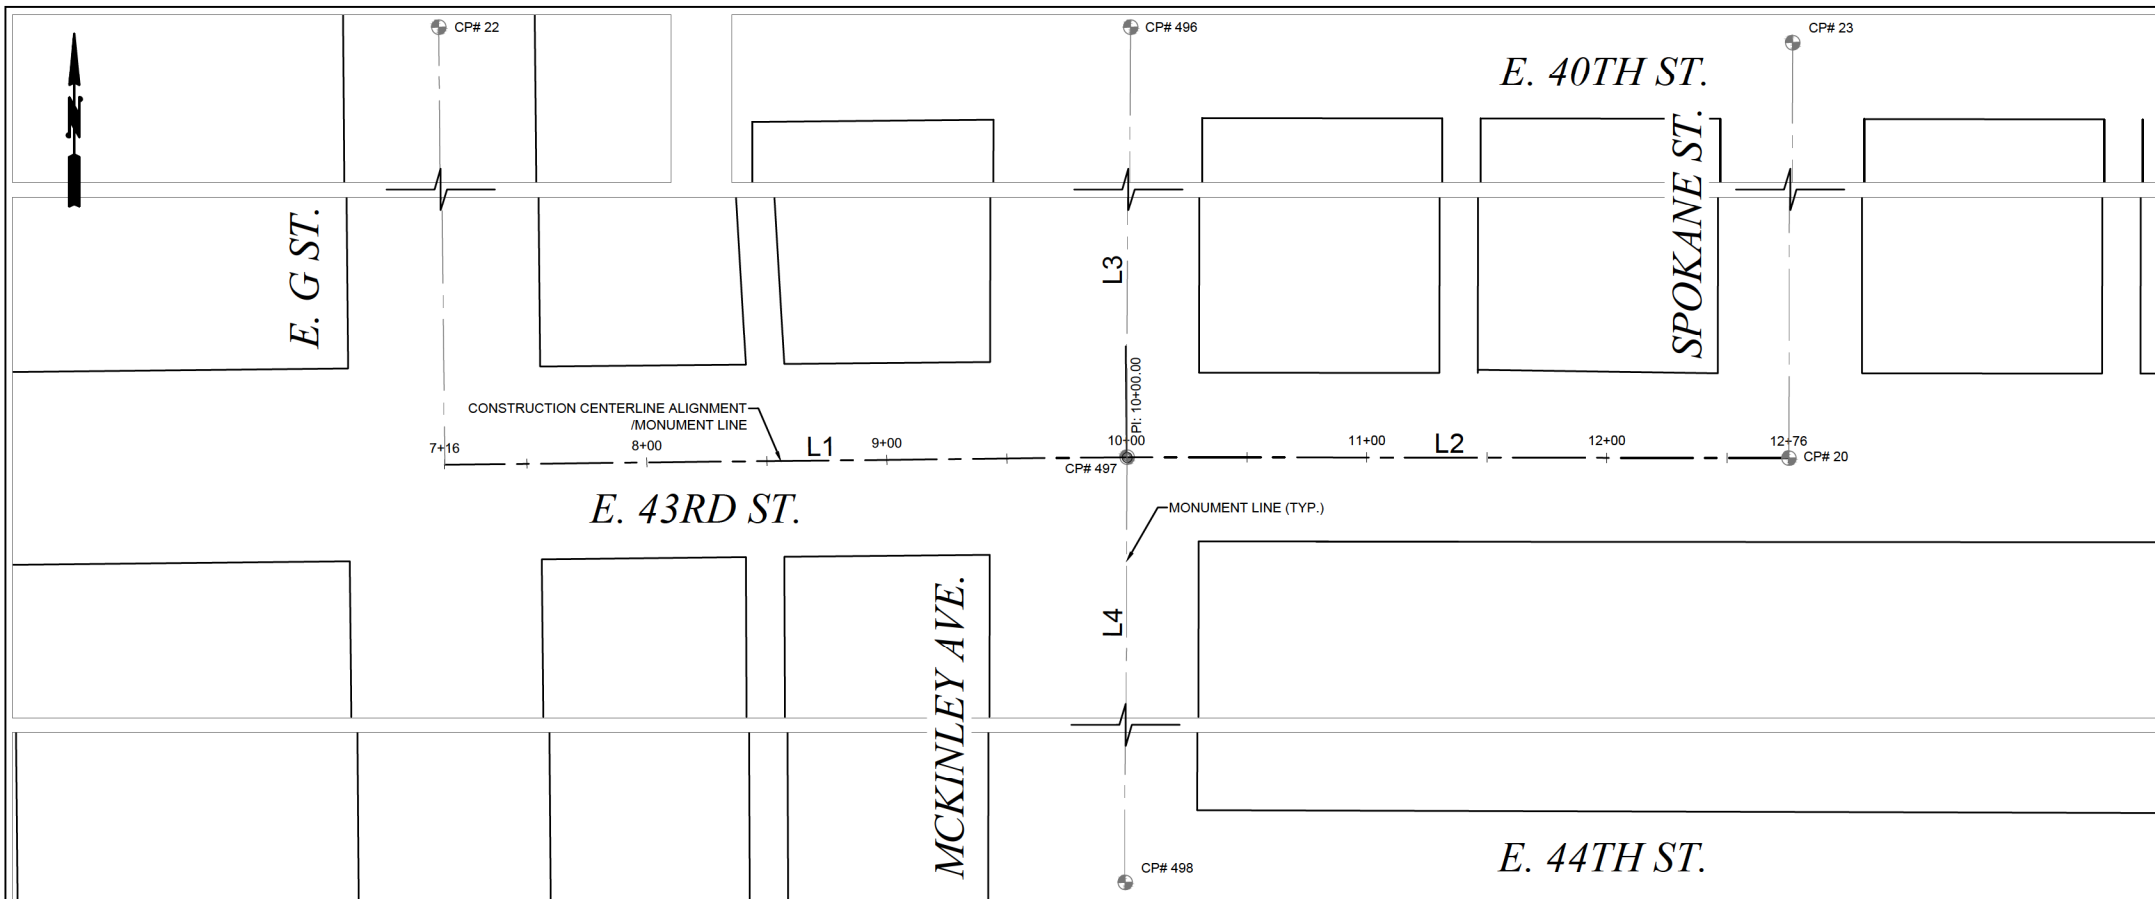 CP# 22
CP# 496
CP# 23
E. 40TH ST.
N
SPOKANE ST.
E. G ST.
L3
PI: 10+00.00
CONSTRUCTION CENTERLINE ALIGNMENT
/MONUMENT LINE
7+16
8+00
L1
9+00
10+00
11+00
L2
12+00
12+76
CP# 497
CP# 20
E. 43RD ST.
MONUMENT LINE (TYP.)
MCKINLEY AVE.
L4
CP# 498
E. 44TH ST.